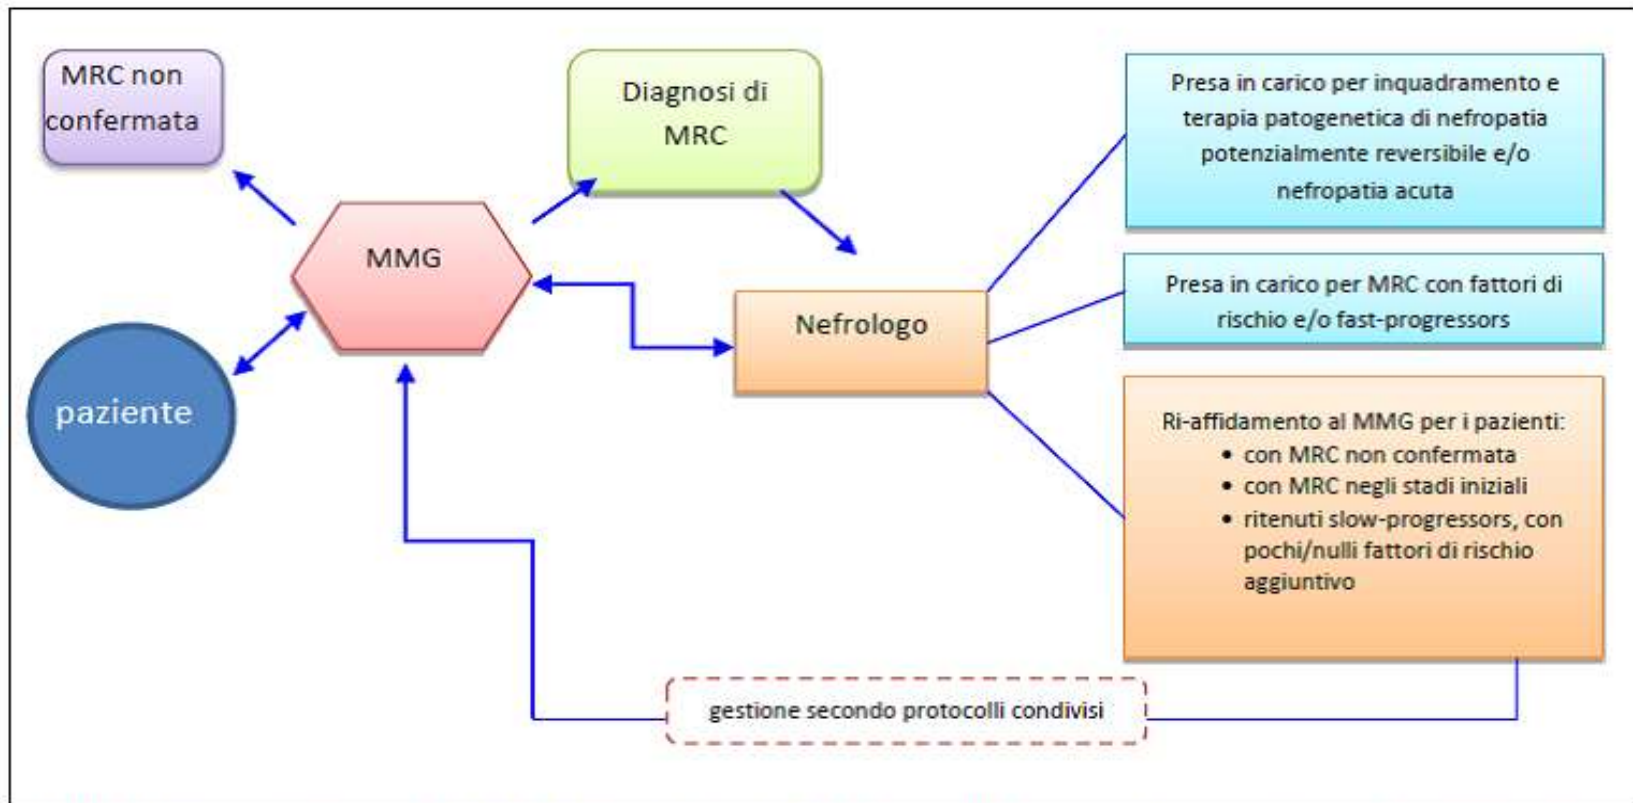 MRC non
confermata
Diagnosi di
MRC
MMG
paziente
Nefrologo
Presa in carico per inquadramento e
terapia patogenetica di nefropatia
potenzialmente reversibile e/o
nefropatia acuta
Presa in carico per MRC con fattori di
rischio e/o fast-progressors
Ri-affidamento al MMG per i pazienti:
• con MRC non confermata
• con MRC negli stadi iniziali
• ritenuti slow-progressors, con
pochi/nulli fattori di rischio
aggiuntivo
gestione secondo protocolli condivisi